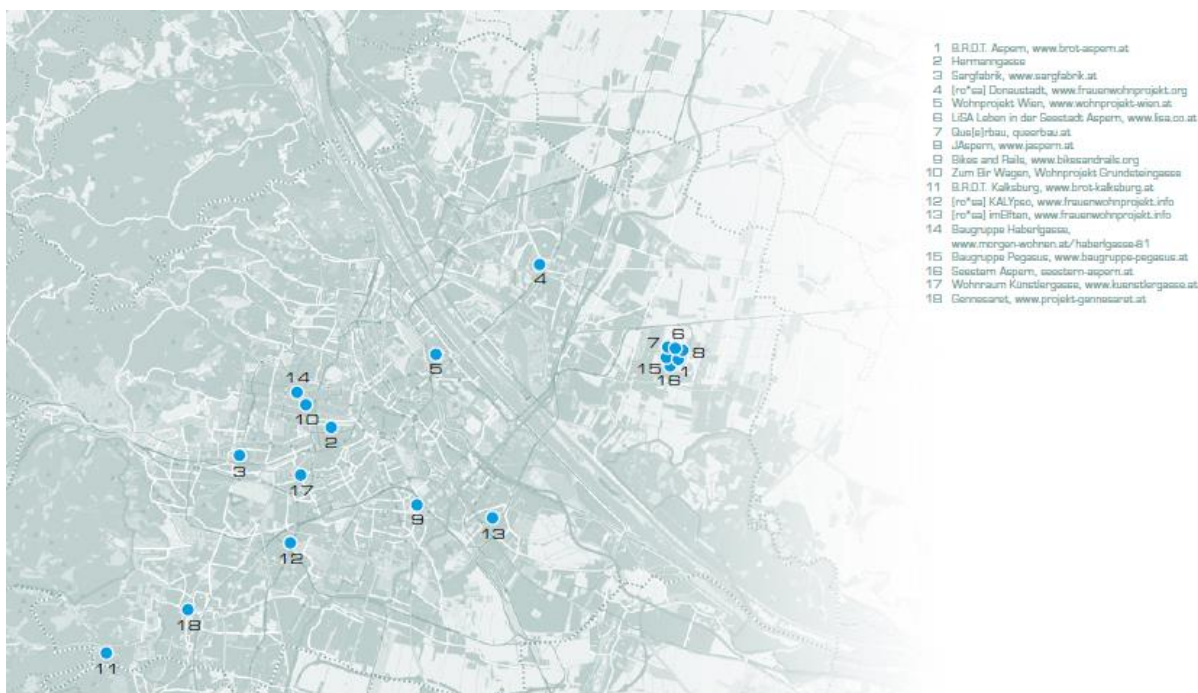 1 B.R.O.T. Aspern, www.brot-aspern.at
2 Hermanngasse
3 Sargfabrik, www.sargfabrik.at
4 [ro*sa] Donaustadt, www.frauenwohnprojekt.org
5 Wohnprojekt Wien, www.wohnprojekt-wien.at
6 LiSA Leben in der Seestadt Aspern, www.lisa.co.at
7 Que[e]rbau, queerbau.at
8 JAspern, www.jaspern.at
9 Bikes and Rails, www.bikesandrails.org
10 Zum Bir Wagen, Wohnprojekt Grundsteingasse
11 B.R.O.T. Kalksburg, www.brot-kalksburg.at
12 [ro*sa] KALYpso, www.frauenwohnprojekt.info
13 [ro*sa] imElften, www.frauenwohnprojekt.info
14 Baugruppe Haberlgasse,
www.morgen-wohnen.at/haberlgasse-81
15 Baugruppe Pegasus, www.baugruppe-pegasus.at
16 Seestern Aspern, seestern-aspern.at
17 Wohnraum Künstlergasse, www.kuenstlergasse.at
18 Gennesaret, www.projekt-gennesaret.at
4
6
7
8
5
15
1
16
14
10
2
3
17
9
13
12
18
11